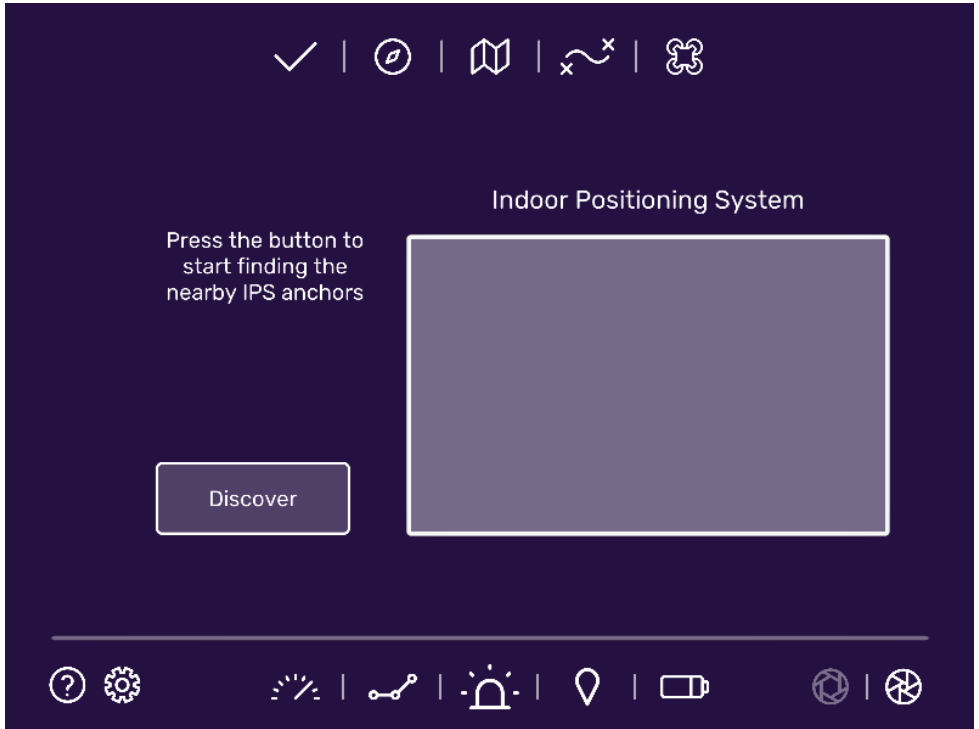 Indoor Positioning System
Press the button to
start finding the
nearby IPS anchors
Discover
?